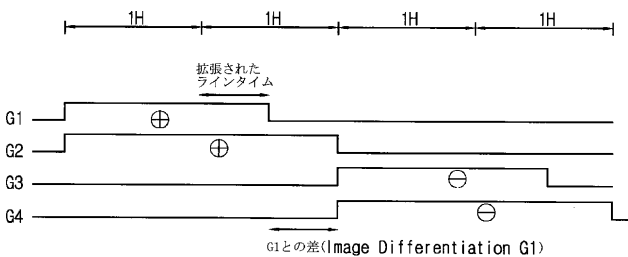 1H 1H 1H 1H
拡張された
ラインタイム
G1
⊕
G2
⊕
G3
⊖
G4
⊖
G1との差(Image Differentiation G1)